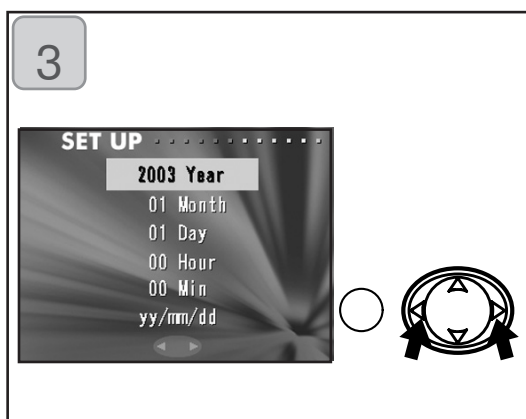 3
SET UP
2003 Year
01 Month
01 Day
00 Hour
00 Min
yy/mm/dd